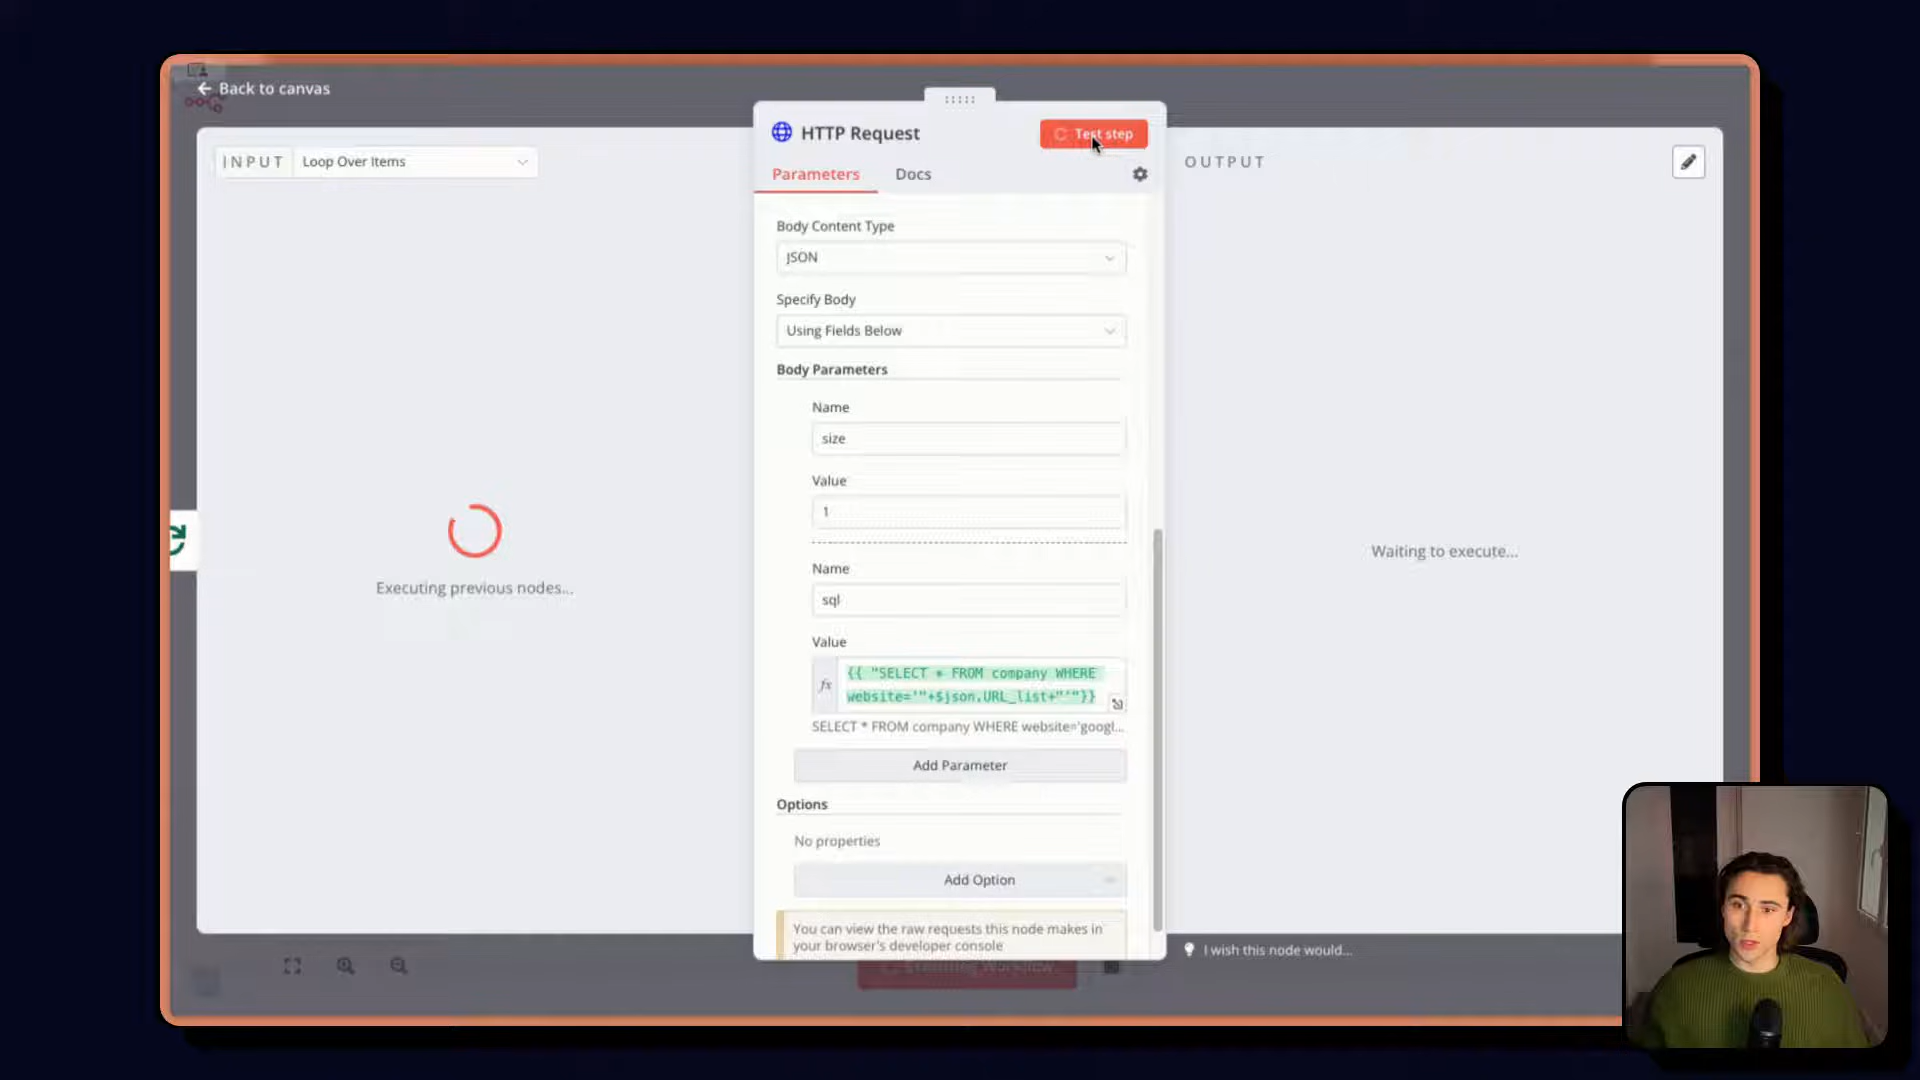 Back to canvas
INPUT
Loop Over Items
HTTP Request
Test step
OUTPUT
Parameters
Docs
Body Content Type
JSON
Specify Body
Using Fields Below
Body Parameters
Name
size
Value
1
Name
sql
Value
fx
{{ "SELECT * FROM company WHERE
website='"+$json.URL_list+"'"}}
SELECT * FROM company WHERE website='googl...
Add Parameter
Options
No properties
Add Option
You can view the raw requests this node makes in
your browser's developer console
Executing previous nodes...
Waiting to execute...
I wish this node would...
Executing Workflow